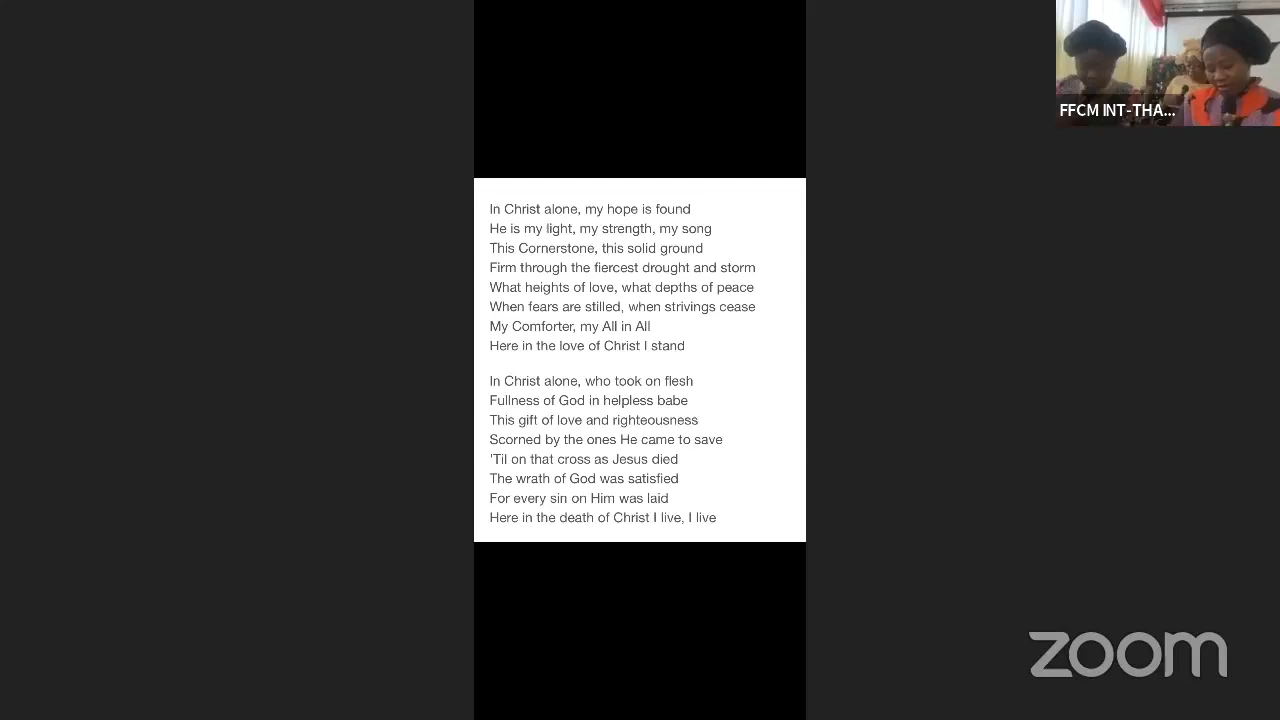 In Christ alone, my hope is found
He is my light, my strength, my song
This Cornerstone, this solid ground
Firm through the fiercest drought and storm
What heights of love, what depths of peace
When fears are stilled, when strivings cease
My Comforter, my All in All
Here in the love of Christ I stand
In Christ alone, who took on flesh
Fullness of God in helpless babe
This gift of love and righteousness
Scorned by the ones He came to save
'Til on that cross as Jesus died
The wrath of God was satisfied
For every sin on Him was laid
Here in the death of Christ I live, I live
FFCM INT-THA...
zoom